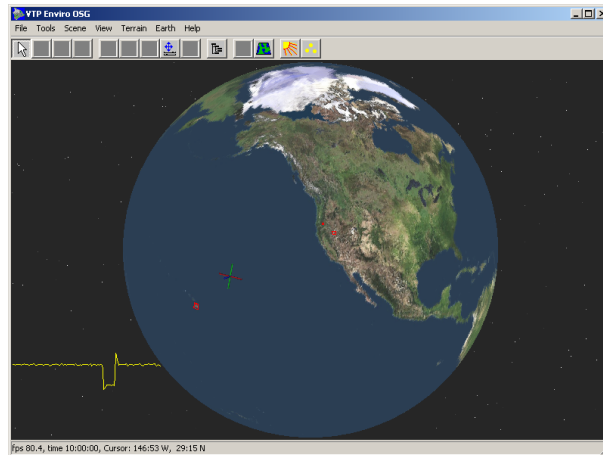 VTP Enviro OSG
File Tools Scene View Terrain Earth Help
fps 80.4, time 10:00:00, Cursor: 146:53 W, 29:15 N